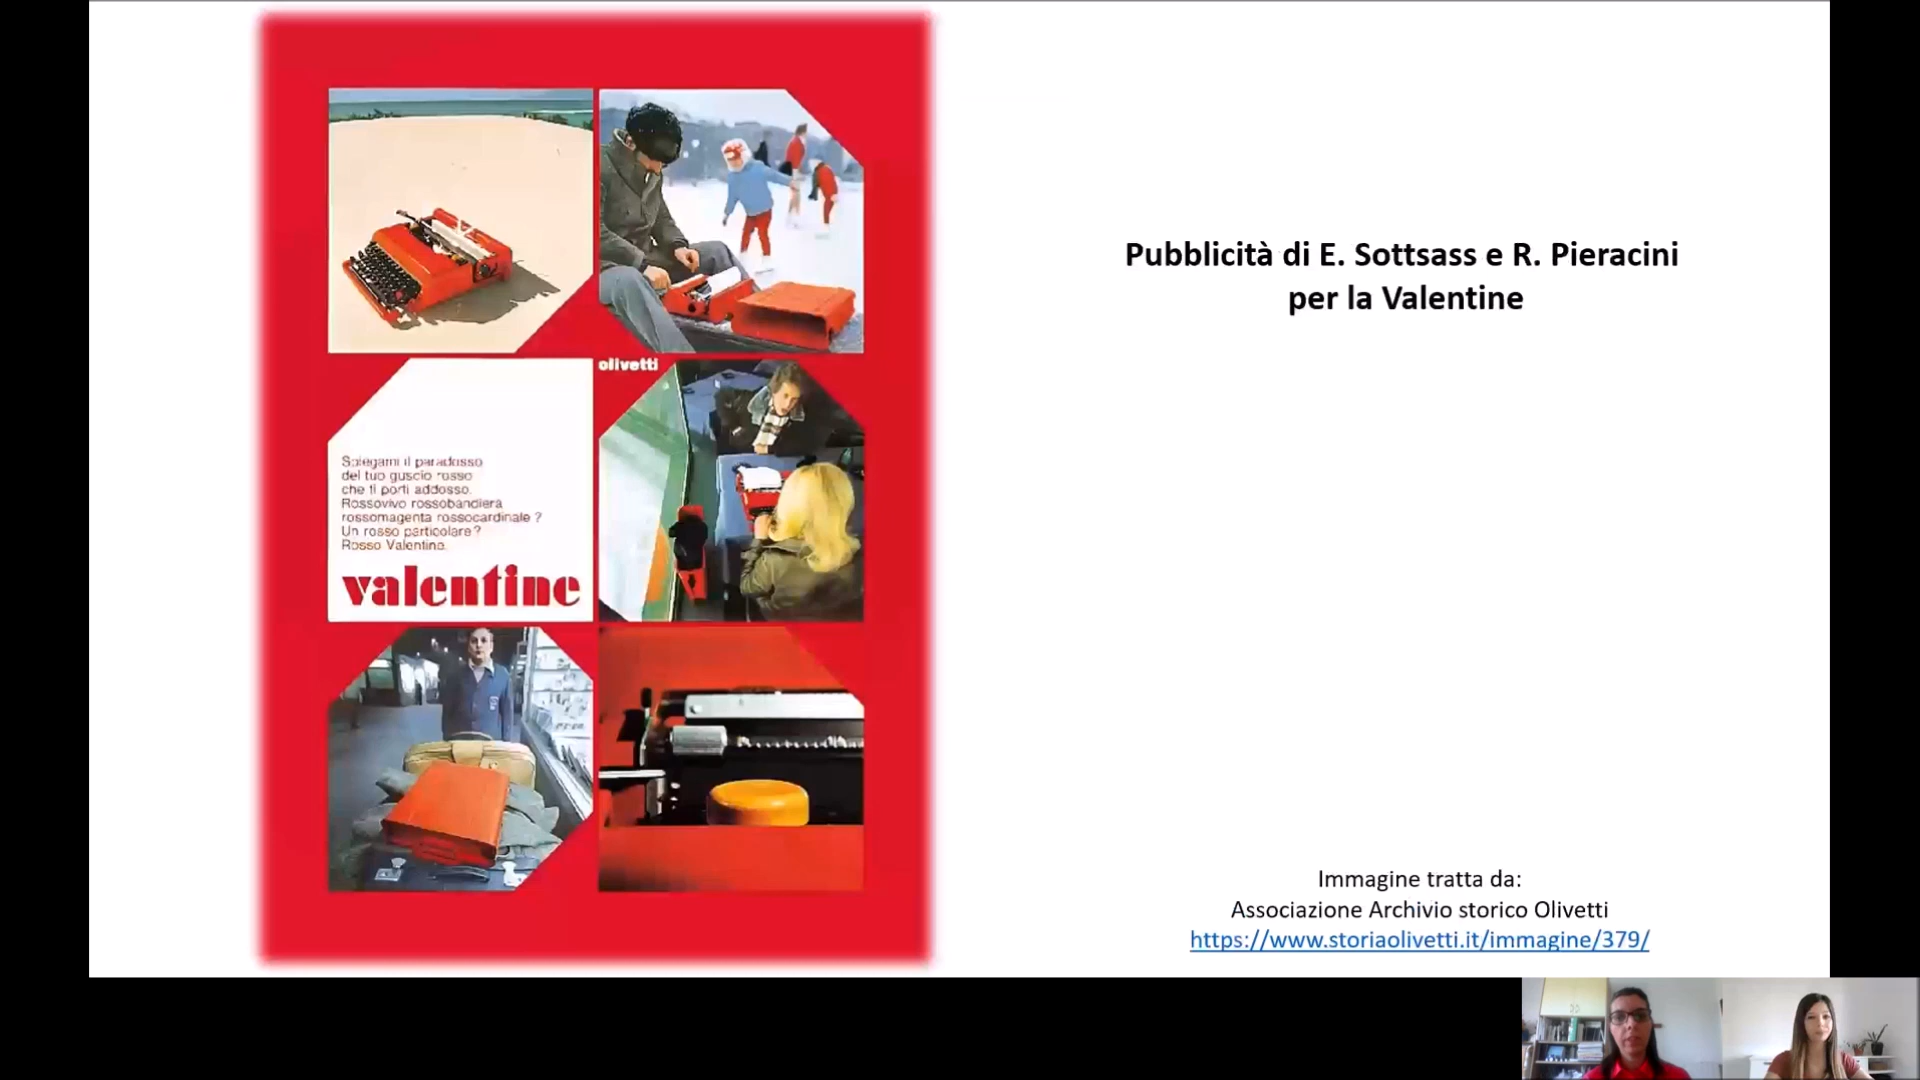 olivetti
Spiegami il paradosso
del tuo guscio rosso
che ti porti addosso.
Rossovivo rossobandiera
rossomagenta rossocardinale ?
Un rosso particolare ?
Rosso Valentine.
valentine
Pubblicità di E. Sottsass e R. Pieracini
per la Valentine
Immagine tratta da:
Associazione Archivio storico Olivetti
https://www.storiaolivetti.it/immagine/379/